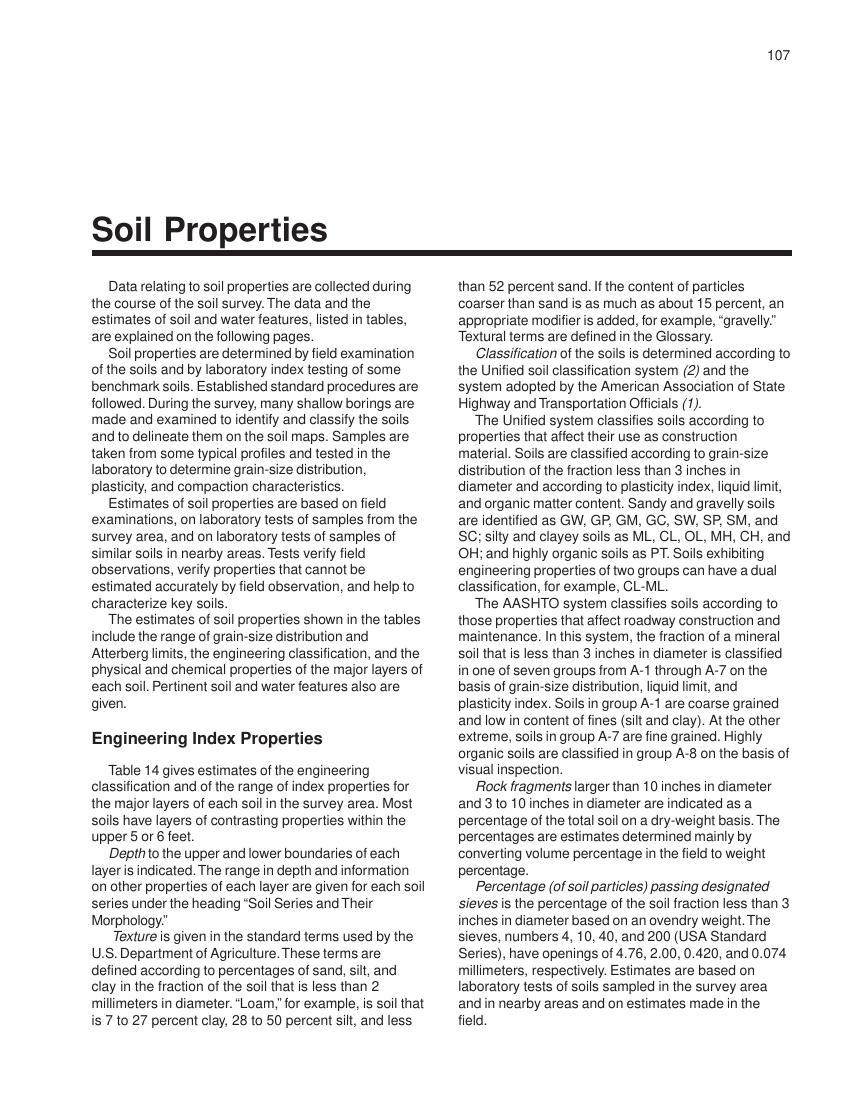 107
Soil Properties
Data relating to soil properties are collected during
the course of the soil survey. The data and the
estimates of soil and water features, listed in tables,
are explained on the following pages.
Soil properties are determined by field examination
of the soils and by laboratory index testing of some
benchmark soils. Established standard procedures are
followed. During the survey, many shallow borings are
made and examined to identify and classify the soils
and to delineate them on the soil maps. Samples are
taken from some typical profiles and tested in the
laboratory to determine grain-size distribution,
plasticity, and compaction characteristics.
Estimates of soil properties are based on field
examinations, on laboratory tests of samples from the
survey area, and on laboratory tests of samples of
similar soils in nearby areas. Tests verify field
observations, verify properties that cannot be
estimated accurately by field observation, and help to
characterize key soils.
The estimates of soil properties shown in the tables
include the range of grain-size distribution and
Atterberg limits, the engineering classification, and the
physical and chemical properties of the major layers of
each soil. Pertinent soil and water features also are
given.
Engineering Index Properties
Table 14 gives estimates of the engineering
classification and of the range of index properties for
the major layers of each soil in the survey area. Most
soils have layers of contrasting properties within the
upper 5 or 6 feet.
Depth to the upper and lower boundaries of each
layer is indicated. The range in depth and information
on other properties of each layer are given for each soil
series under the heading “Soil Series and Their
Morphology.”
Texture is given in the standard terms used by the
U.S. Department of Agriculture. These terms are
defined according to percentages of sand, silt, and
clay in the fraction of the soil that is less than 2
millimeters in diameter. “Loam,” for example, is soil that
is 7 to 27 percent clay, 28 to 50 percent silt, and less
than 52 percent sand. If the content of particles
coarser than sand is as much as about 15 percent, an
appropriate modifier is added, for example, “gravelly.”
Textural terms are defined in the Glossary.
Classification of the soils is determined according to
the Unified soil classification system (2) and the
system adopted by the American Association of State
Highway and Transportation Officials (1).
The Unified system classifies soils according to
properties that affect their use as construction
material. Soils are classified according to grain-size
distribution of the fraction less than 3 inches in
diameter and according to plasticity index, liquid limit,
and organic matter content. Sandy and gravelly soils
are identified as GW, GP, GM, GC, SW, SP, SM, and
SC; silty and clayey soils as ML, CL, OL, MH, CH, and
OH; and highly organic soils as PT. Soils exhibiting
engineering properties of two groups can have a dual
classification, for example, CL-ML.
The AASHTO system classifies soils according to
those properties that affect roadway construction and
maintenance. In this system, the fraction of a mineral
soil that is less than 3 inches in diameter is classified
in one of seven groups from A-1 through A-7 on the
basis of grain-size distribution, liquid limit, and
plasticity index. Soils in group A-1 are coarse grained
and low in content of fines (silt and clay). At the other
extreme, soils in group A-7 are fine grained. Highly
organic soils are classified in group A-8 on the basis of
visual inspection.
Rock fragments larger than 10 inches in diameter
and 3 to 10 inches in diameter are indicated as a
percentage of the total soil on a dry-weight basis. The
percentages are estimates determined mainly by
converting volume percentage in the field to weight
percentage.
Percentage (of soil particles) passing designated
sieves is the percentage of the soil fraction less than 3
inches in diameter based on an ovendry weight. The
sieves, numbers 4, 10, 40, and 200 (USA Standard
Series), have openings of 4.76, 2.00, 0.420, and 0.074
millimeters, respectively. Estimates are based on
laboratory tests of soils sampled in the survey area
and in nearby areas and on estimates made in the
field.